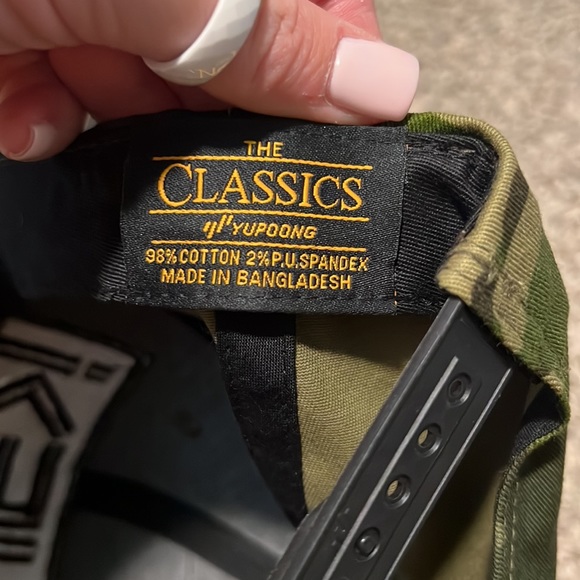 THE
CLASSICS
YUPOONG
98% COTTON 2% P.U. SPANDEX
MADE IN BANGLADESH